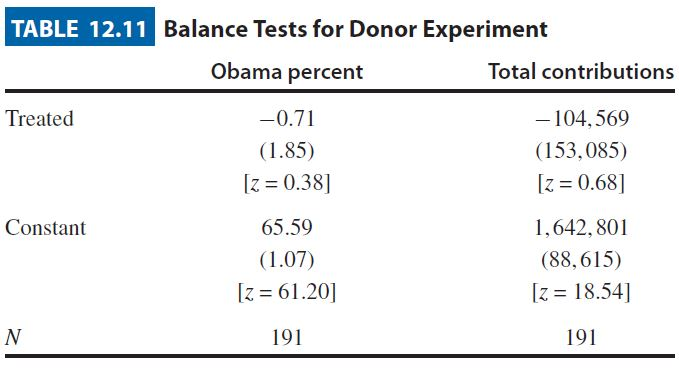 TABLE 12.11 Balance Tests for Donor Experiment
Obama percent Total contributions
Treated −0.71 −104,569
(1.85) (153,085)
[z = 0.38] [z = 0.68]
Constant 65.59 1,642,801
(1.07) (88,615)
[z = 61.20] [z = 18.54]
N 191 191